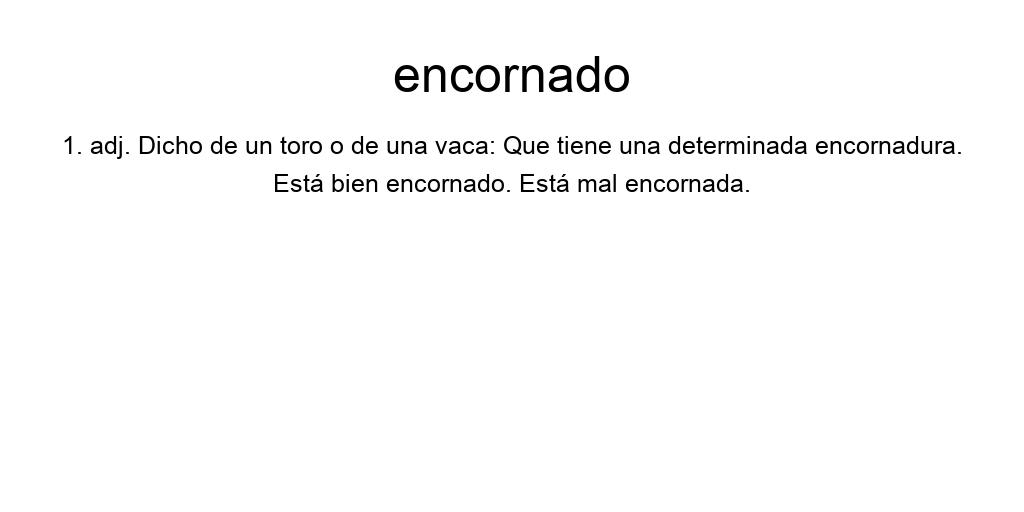 encornado
1. adj. Dicho de un toro o de una vaca: Que tiene una determinada encornadura.
Está bien encornado. Está mal encornada.